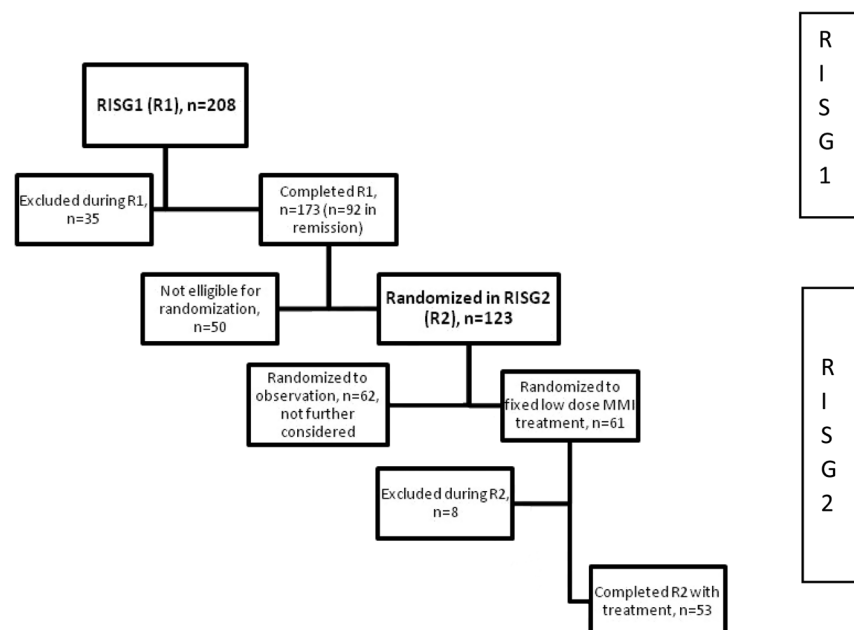 RISG1 (R1), n=208
Excluded during R1,
n=35
Completed R1,
n=173 (n=92 in
remission)
Not elligible for
randomization,
n=50
Randomized in RISG2
(R2), n=123
Randomized to
observation, n=62,
not further
considered
Randomized to
fixed low dose MMI
treatment, n=61
Excluded during R2,
n=8
Completed R2 with
treatment, n=53
R
I
S
G
1
R
I
S
G
2